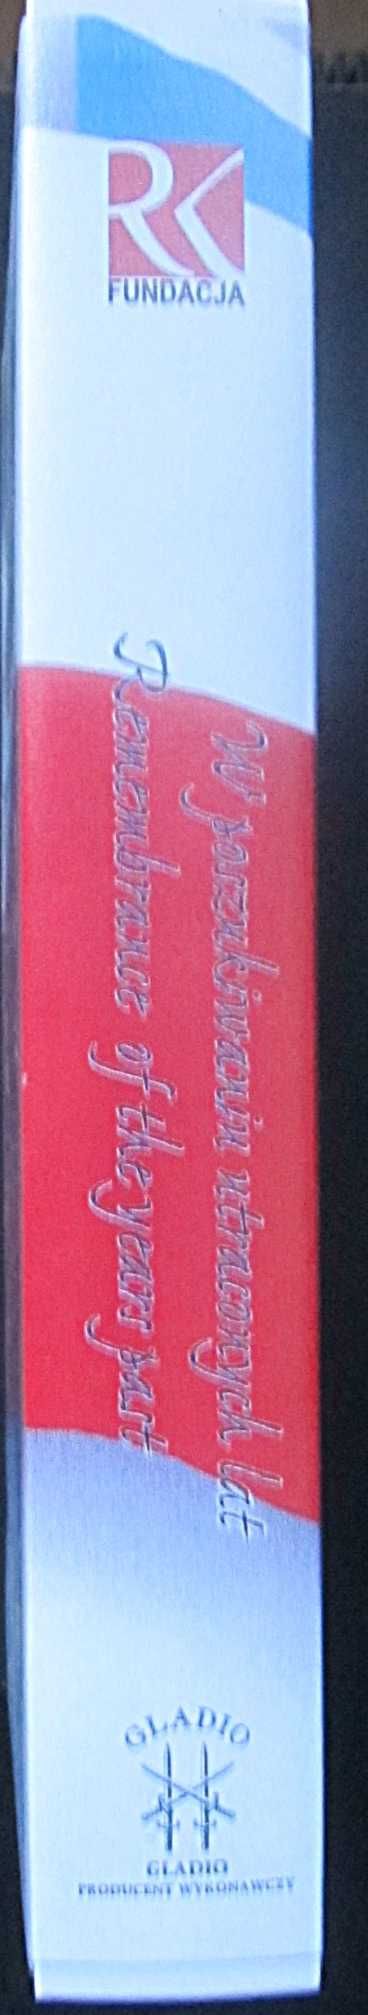 RK
FUNDACJA
W poszukiwaniu utraconych lat
Remembrance of the years past
GLADIO
GLADIO
PRODUCENT WYKONAWCZY